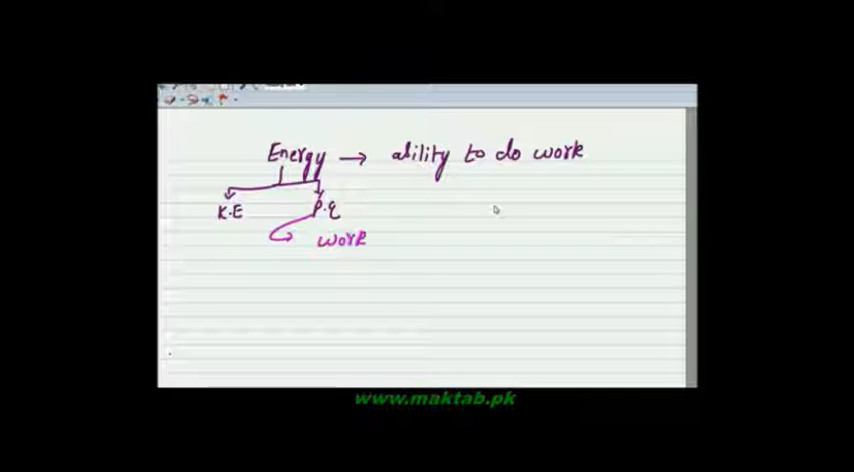 Energy → ability to do work
K.E P.E
work
www.maktab.pk